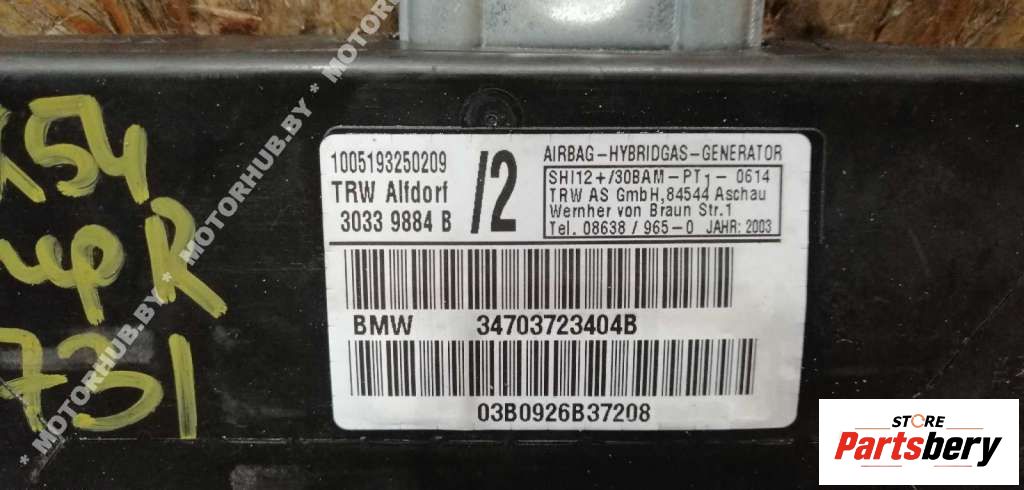 1005193250209
TRW Alfdorf
3033 9884 B
/2
AIRBAG-HYBRIDGAS-GENERATOR
SHI12+/30BAM-PT1-0614
TRW AS GmbH,84544 Aschau
Wernher von Braun Str.1
Tel. 08638/965-0 JAHR: 2003
BMW 34703723404B
03B0926B37208
X54
R
731
* MOTORHUB.BY * MOTORHUB.BY * MOTORHUB.BY *
STORE
Partsbery